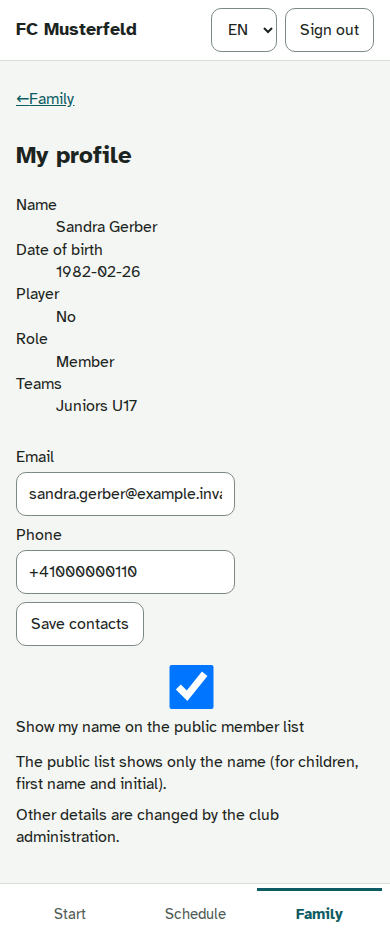 FC Musterfeld
EN
Sign out
←Family
My profile
Name
Sandra Gerber
Date of birth
1982-02-26
Player
No
Role
Member
Teams
Juniors U17
Email
sandra.gerber@example.inva
Phone
+41000000110
Save contacts
Show my name on the public member list
The public list shows only the name (for children,
first name and initial).
Other details are changed by the club
administration.
Start
Schedule
Family